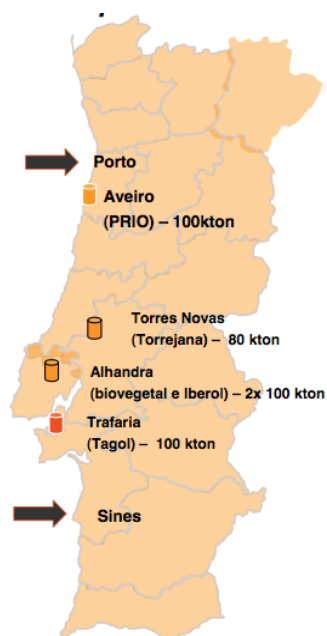 Porto
Aveiro
(PRIO) – 100kton
Torres Novas
(Torrejana) – 80 kton
Alhandra
(biovegetal e Iberol) – 2x 100 kton
Trafaria
(Tagol) – 100 kton
Sines